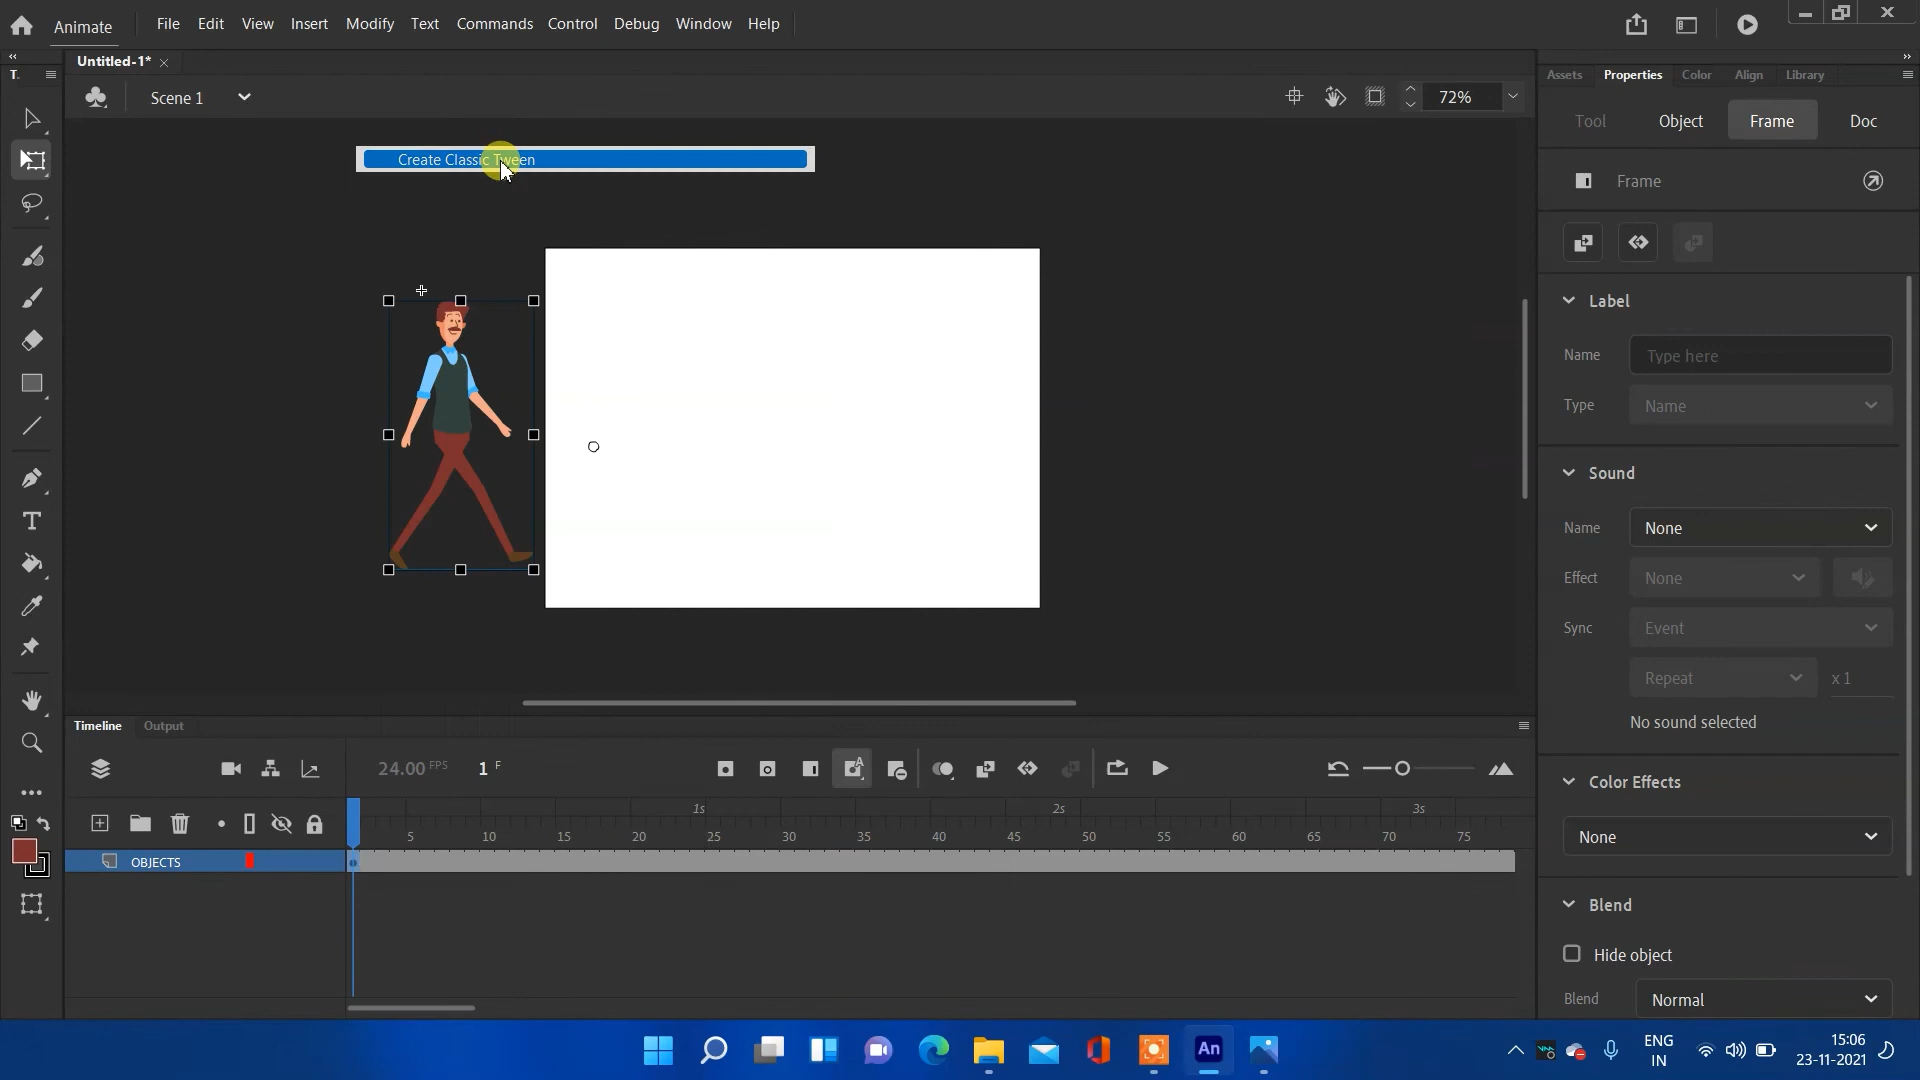 Animate File Edit View Insert Modify Text Commands Control Debug Window Help
Untitled-1*
T.
Assets Properties Color Align Library
Scene 1
72%
Tool Object Frame Doc
Create Classic Tween
Frame
Label
Name Type here
Type Name
Sound
Name None
Effect None
Sync Event
Repeat x 1
No sound selected
Color Effects
None
Blend
Hide object
Blend Normal
Timeline Output
24.00 FPS 1 F
A
1s 2s 3s
5 10 15 20 25 30 35 40 45 50 55 60 65 70 75
OBJECTS
An
ENG
IN
15:06
23-11-2021